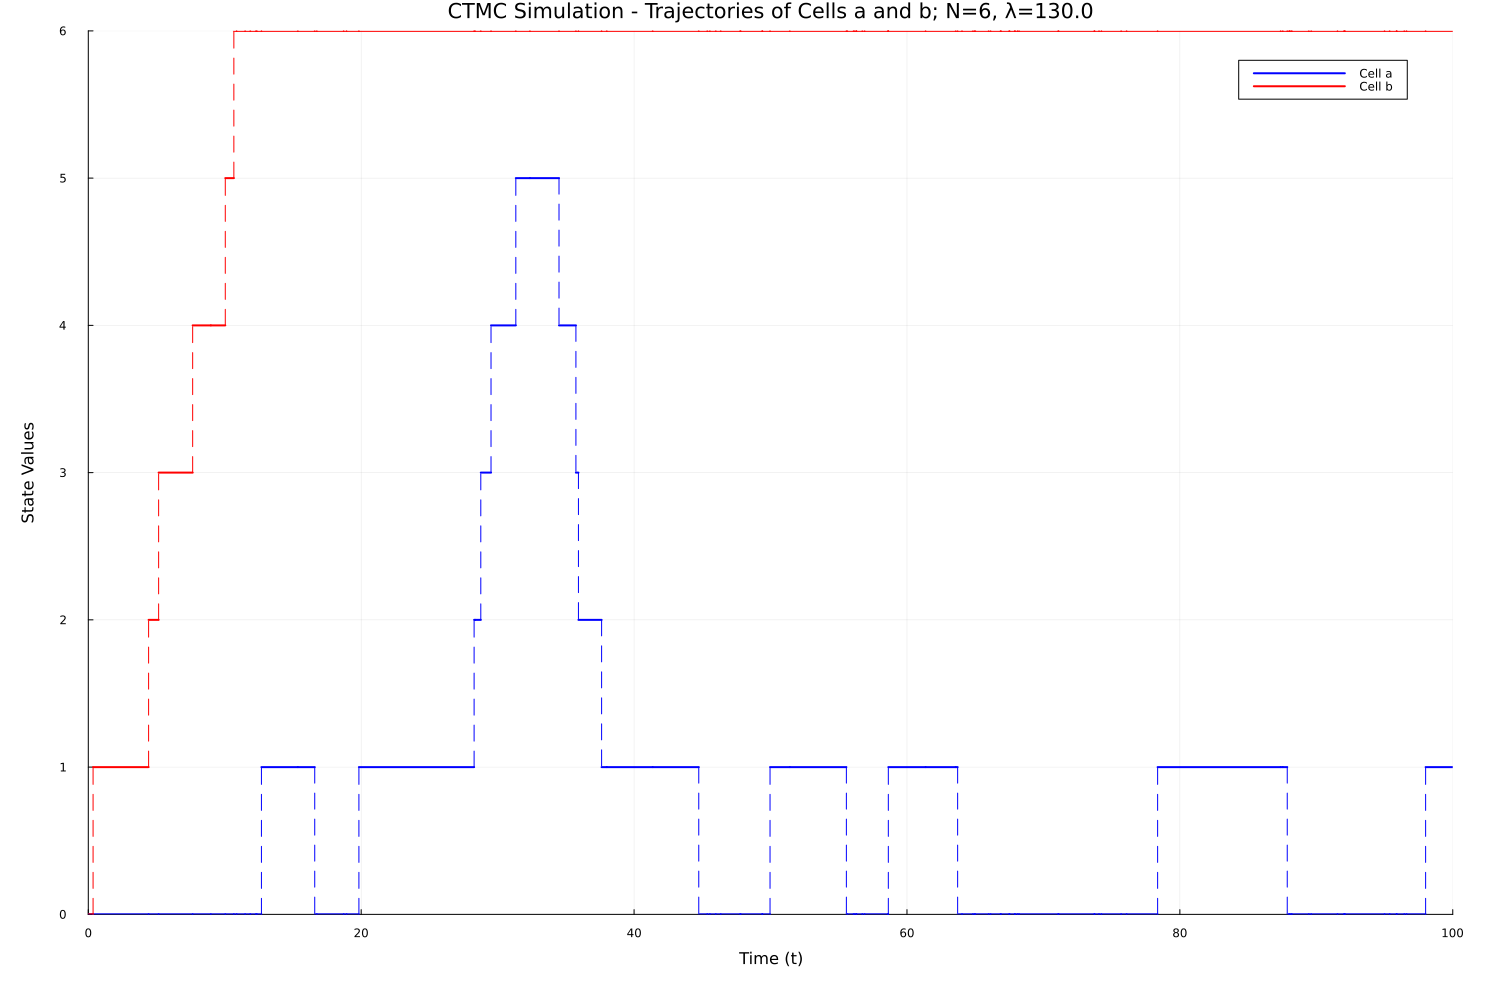 CTMC Simulation - Trajectories of Cells a and b; N=6, λ=130.0
6
Cell a
Cell b
5
4
State Values
3
2
1
0
0 20 40 60 80 100
Time (t)